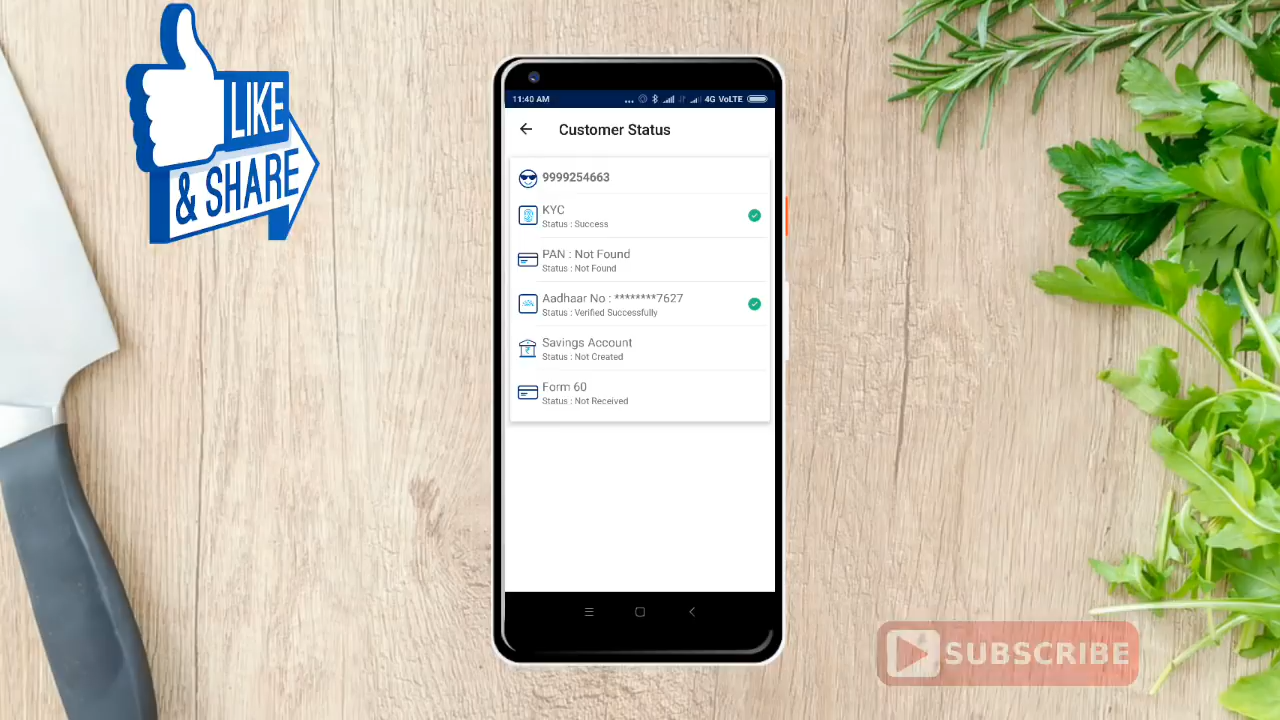 LIKE
& SHARE
11:40 AM
... 4G VoLTE
Customer Status
9999254663
KYC
Status : Success
PAN : Not Found
Status : Not Found
Aadhaar No : ********7627
Status : Verified Successfully
Savings Account
Status : Not Created
Form 60
Status : Not Received
SUBSCRIBE